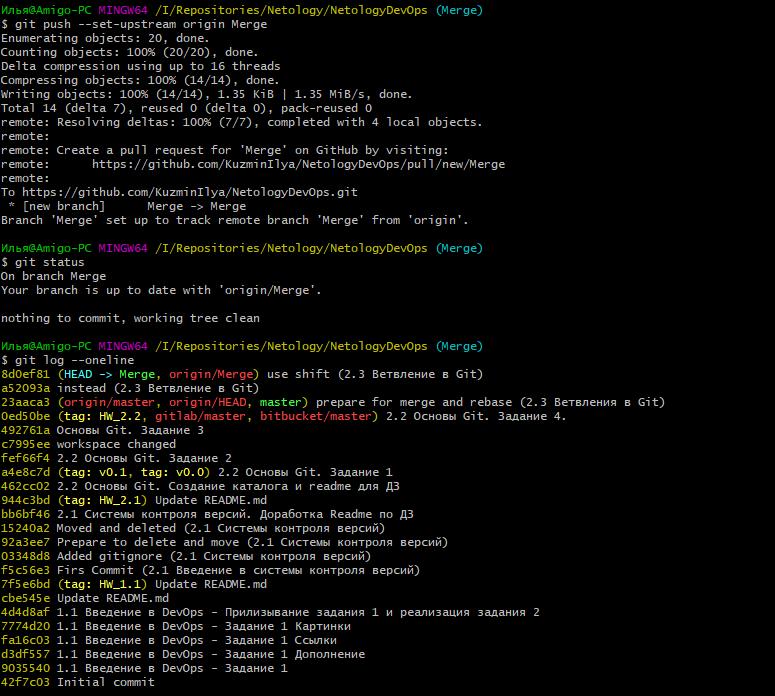 Илья@Amigo-PC MINGW64 /I/Repositories/Netology/NetologyDevOps (Merge)
$ git push --set-upstream origin Merge
Enumerating objects: 20, done.
Counting objects: 100% (20/20), done.
Delta compression using up to 16 threads
Compressing objects: 100% (14/14), done.
Writing objects: 100% (14/14), 1.35 KiB | 1.35 MiB/s, done.
Total 14 (delta 7), reused 0 (delta 0), pack-reused 0
remote: Resolving deltas: 100% (7/7), completed with 4 local objects.
remote:
remote: Create a pull request for 'Merge' on GitHub by visiting:
remote:      https://github.com/KuzminIlya/NetologyDevOps/pull/new/Merge
remote:
To https://github.com/KuzminIlya/NetologyDevOps.git
 * [new branch]      Merge -> Merge
Branch 'Merge' set up to track remote branch 'Merge' from 'origin'.
Илья@Amigo-PC MINGW64 /I/Repositories/Netology/NetologyDevOps (Merge)
$ git status
On branch Merge
Your branch is up to date with 'origin/Merge'.
nothing to commit, working tree clean
Илья@Amigo-PC MINGW64 /I/Repositories/Netology/NetologyDevOps (Merge)
$ git log --oneline
8d0ef81 (HEAD -> Merge, origin/Merge) use shift (2.3 Ветвление в Git)
a52093a instead (2.3 Ветвление в Git)
23aaca3 (origin/master, origin/HEAD, master) prepare for merge and rebase (2.3 Ветвления в Git)
0ed50be (tag: HW_2.2, gitlab/master, bitbucket/master) 2.2 Основы Git. Задание 4.
492761a Основы Git. Задание 3
c7995ee workspace changed
fef66f4 2.2 Основы Git. Задание 2
a4e8c7d (tag: v0.1, tag: v0.0) 2.2 Основы Git. Задание 1
462cc02 2.2 Основы Git. Создание каталога и readme для ДЗ
944c3bd (tag: HW_2.1) Update README.md
bb6bf46 2.1 Системы контроля версий. Доработка Readme по ДЗ
15240a2 Moved and deleted (2.1 Системы контроля версий)
92a3ee7 Prepare to delete and move (2.1 Системы контроля версий)
03348d8 Added gitignore (2.1 Системы контроля версий)
f5c56e3 Firs Commit (2.1 Введение в системы контроля версий)
7f5e6bd (tag: HW_1.1) Update README.md
cbe545e Update README.md
4d4d8af 1.1 Введение в DevOps - Прилизывание задания 1 и реализация задания 2
7774d20 1.1 Введение в DevOps - Задание 1 Картинки
fa16c03 1.1 Введение в DevOps - Задание 1 Ссылки
d3df557 1.1 Введение в DevOps - Задание 1 Дополнение
9035540 1.1 Введение в DevOps - Задание 1
42f7c03 Initial commit